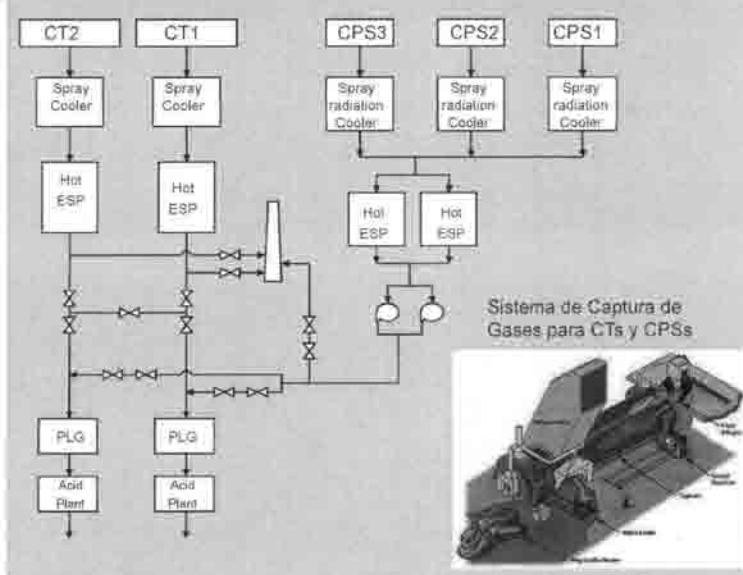 CT2
CT1
CPS3
CPS2
CPS1
Spray
Cooler
Spray
Cooler
Spray
radiation
Cooler
Spray
radiation
Cooler
Spray
radiation
Cooler
Hot
ESP
Hot
ESP
Hot
ESP
Hot
ESP
Sistema de Captura de
Gases para CTs y CPSs
PLG
PLG
Acid
Plant
Acid
Plant